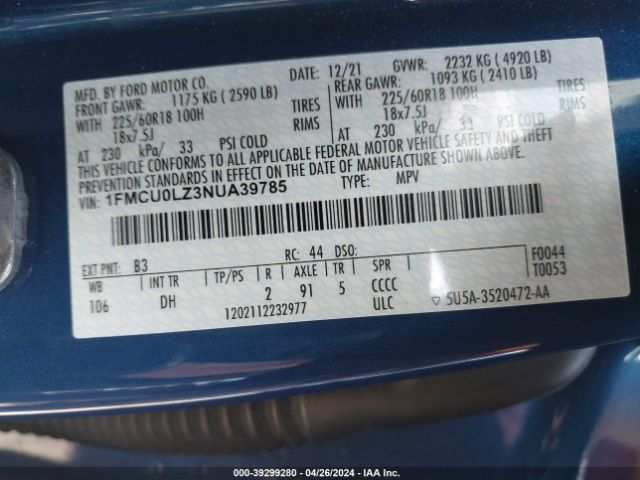 MFD. BY FORD MOTOR CO. DATE: 12/21 GVWR: 2232 KG ( 4920 LB)
FRONT GAWR: 1175 KG ( 2590 LB) REAR GAWR: 1093 KG ( 2410 LB)
WITH 225/60R18 100H TIRES WITH 225/60R18 100H TIRES
18x7.5J RIMS 18x7.5J RIMS
AT 230 kPa/ 33 PSI COLD AT 230 kPa/ 33 PSI COLD
THIS VEHICLE CONFORMS TO ALL APPLICABLE FEDERAL MOTOR VEHICLE SAFETY AND THEFT
PREVENTION STANDARDS IN EFFECT ON THE DATE OF MANUFACTURE SHOWN ABOVE.
VIN: 1FMCU0LZ3NUA39785 TYPE: MPV
EXT PNT: B3 RC: 44 DSO: F0044
WB INT TR TP/PS R AXLE TR SPR T0053
106 DH 2 91 5 CCCC
1202112232977 ULC 5U5A-3520472-AA
000-39299280 - 04/26/2024 - IAA Inc.